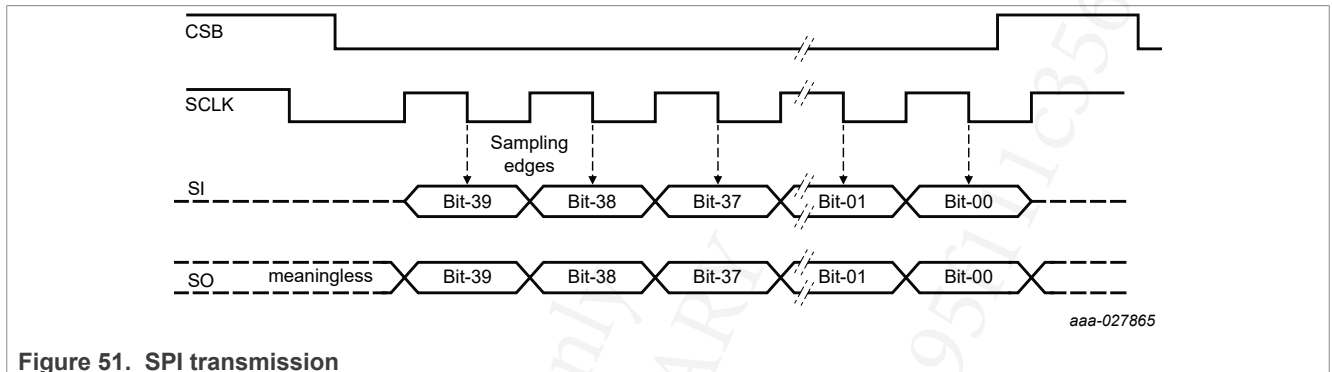 CSB
SCLK
Sampling
edges
SI
Bit-39 Bit-38 Bit-37 Bit-01 Bit-00
SO meaningless Bit-39 Bit-38 Bit-37 Bit-01 Bit-00
aaa-027865
Figure 51. SPI transmission